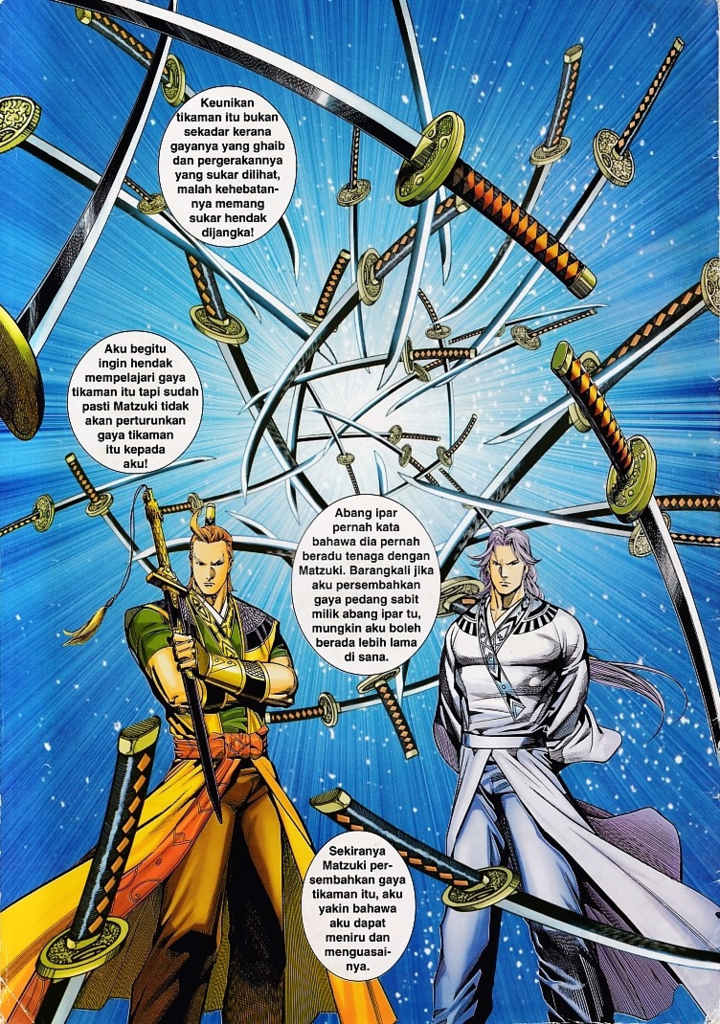 Keunikan
tikaman itu bukan
sekadar kerana
gayanya yang ghaib
dan pergerakannya
yang sukar dilihat,
malah kehebatan-
nya memang
sukar hendak
dijangka!
Aku begitu
ingin hendak
mempelajari gaya
tikaman itu tapi sudah
pasti Matzuki tidak
akan perturunkan
gaya tikaman
itu kepada
aku!
Abang ipar
pernah kata
bahawa dia pernah
beradu tenaga dengan
Matzuki. Barangkali jika
aku persembahkan
gaya pedang sabit
milik abang ipar tu,
mungkin aku boleh
berada lebih lama
di sana.
Sekiranya
Matzuki per-
sembahkan gaya
tikaman itu, aku
yakin bahawa
aku dapat
meniru dan
menguasai-
nya.